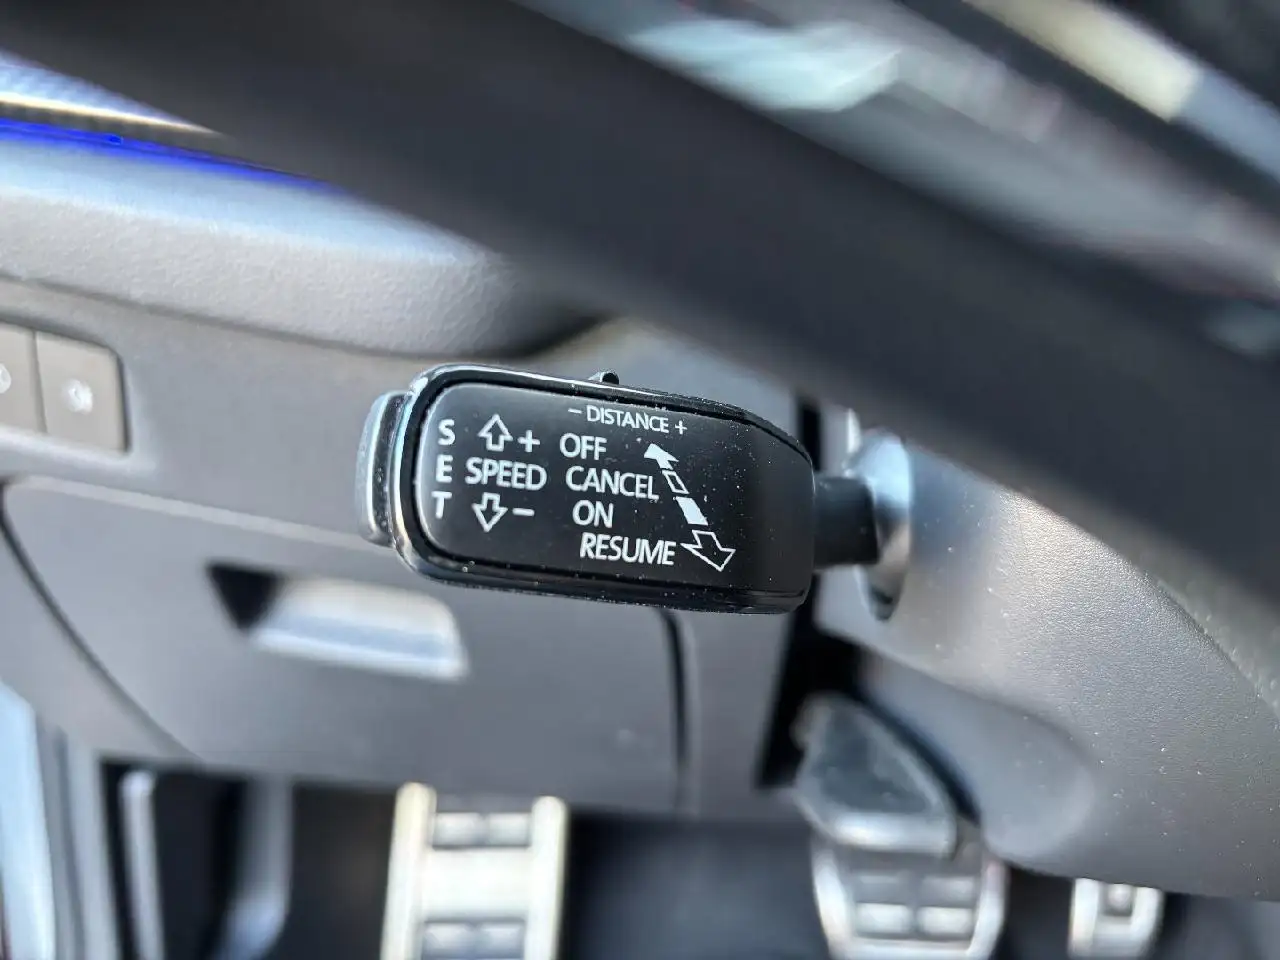 - DISTANCE +
S + OFF
E SPEED CANCEL
T - ON
RESUME